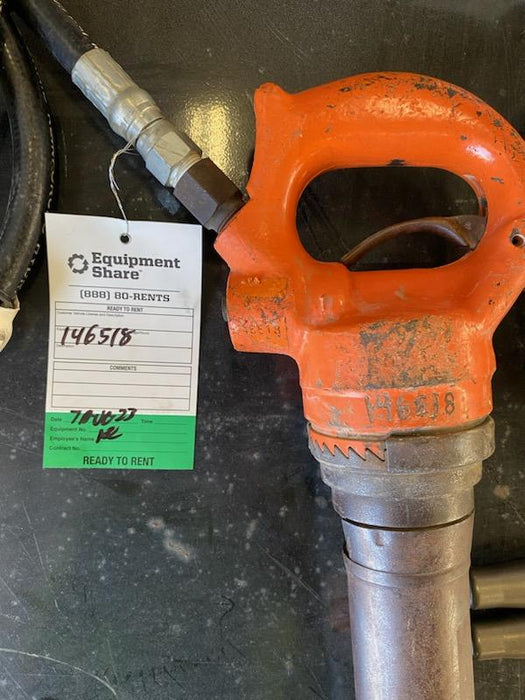 Equipment
Share
(888) 80-RENTS
READY TO RENT
146518
COMMENTS
Date Time
Equipment No.
Employee's Name
Contract No.
READY TO RENT
146518